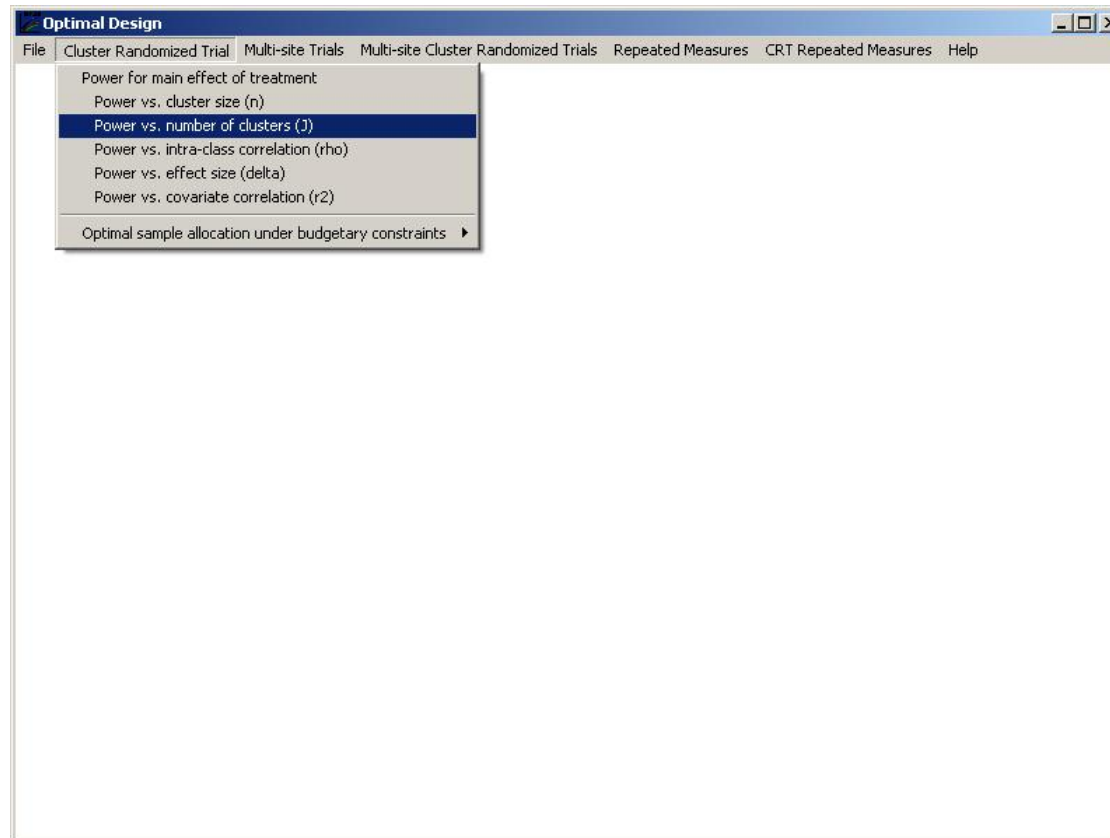 Optimal Design
File Cluster Randomized Trial Multi-site Trials Multi-site Cluster Randomized Trials Repeated Measures CRT Repeated Measures Help
Power for main effect of treatment
Power vs. cluster size (n)
Power vs. number of clusters (J)
Power vs. intra-class correlation (rho)
Power vs. effect size (delta)
Power vs. covariate correlation (r2)
Optimal sample allocation under budgetary constraints